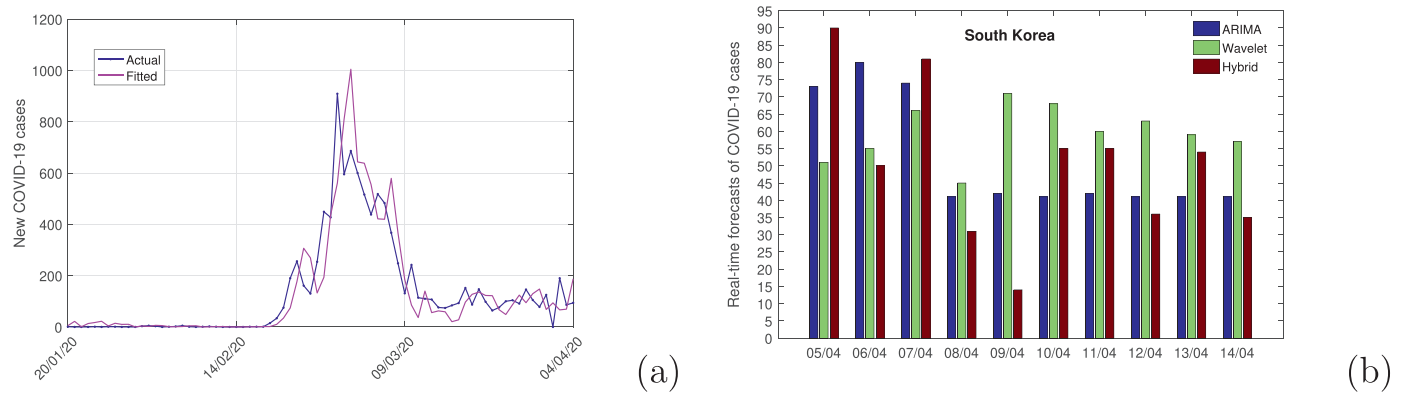 New COVID-19 cases
1200
1000
800
600
400
200
0
Actual
Fitted
20/01/20
14/02/20
09/03/20
04/04/20
(a)
Real-time forecasts of COVID-19 cases
95
90
85
80
75
70
65
60
55
50
45
40
35
30
25
20
15
10
5
0
South Korea
ARIMA
Wavelet
Hybrid
05/04 06/04 07/04 08/04 09/04 10/04 11/04 12/04 13/04 14/04
(b)